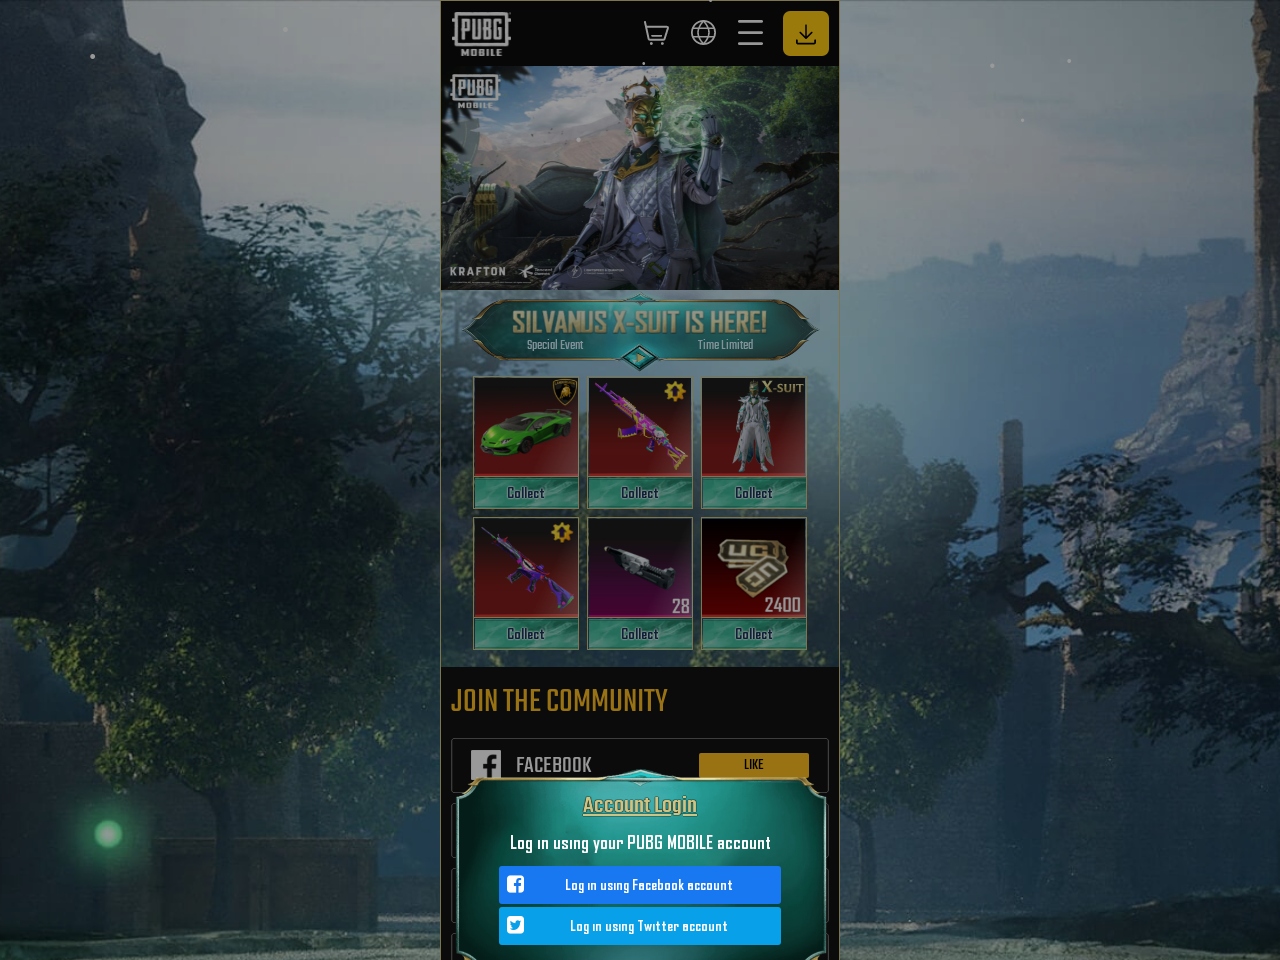 PUBG
MOBILE
PUBG
MOBILE
KRAFTON
SILVANUS X-SUIT IS HERE!
Special Event
Time Limited
X-SUIT
Collect
Collect
Collect
28
2400
Collect
Collect
Collect
JOIN THE COMMUNITY
FACEBOOK
LIKE
Account Login
Log in using your PUBG MOBILE account
Log in using Facebook account
Log in using Twitter account